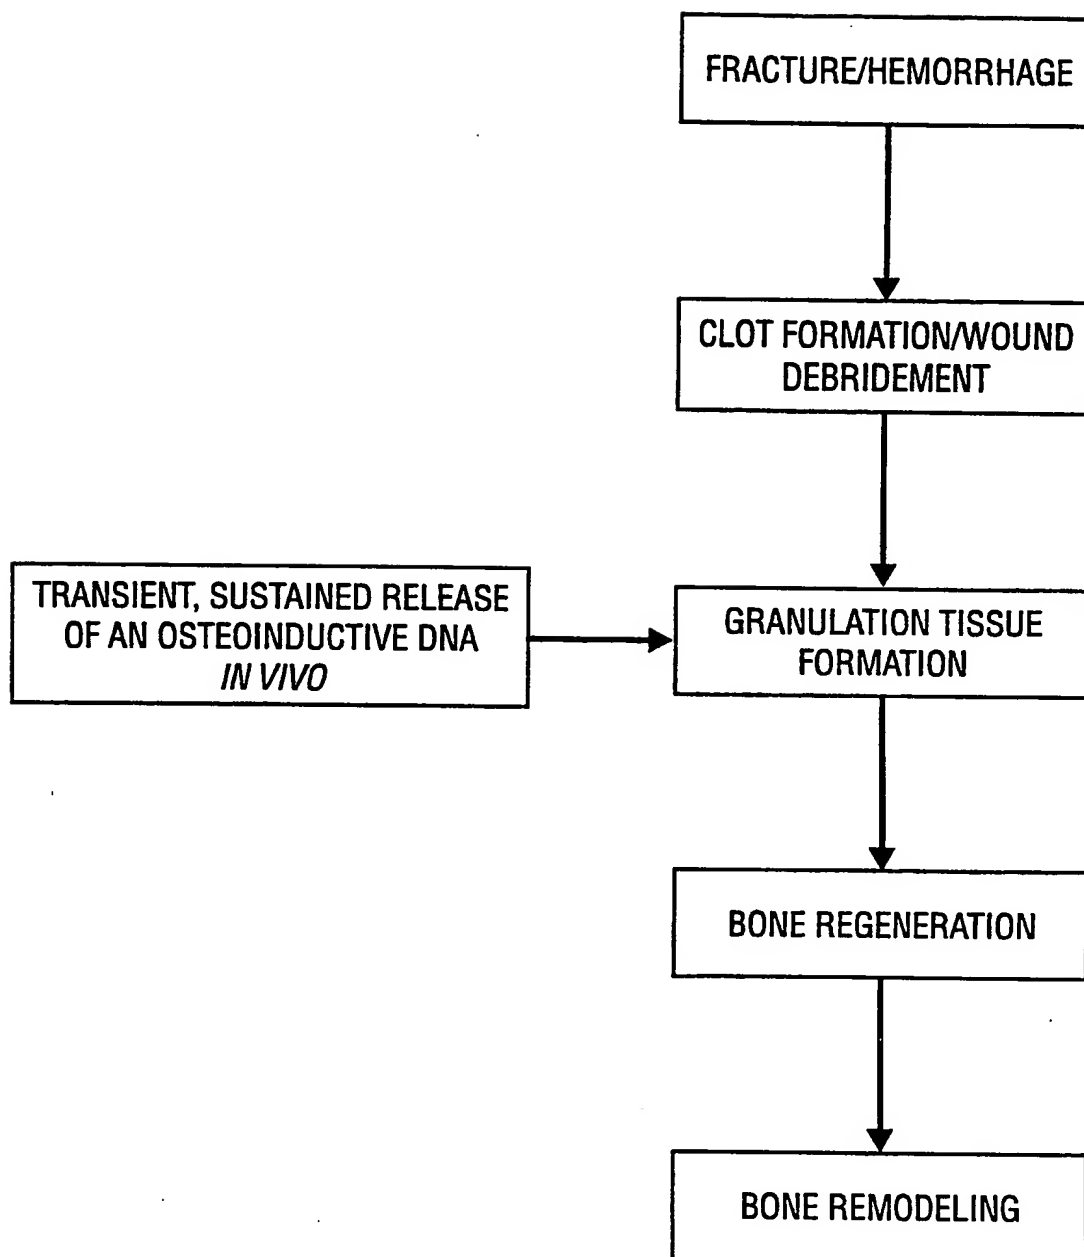 FRACTURE/HEMORRHAGE
CLOT FORMATION/WOUND
DEBRIDEMENT
TRANSIENT, SUSTAINED RELEASE
OF AN OSTEOINDUCTIVE DNA
IN VIVO
GRANULATION TISSUE
FORMATION
BONE REGENERATION
BONE REMODELING